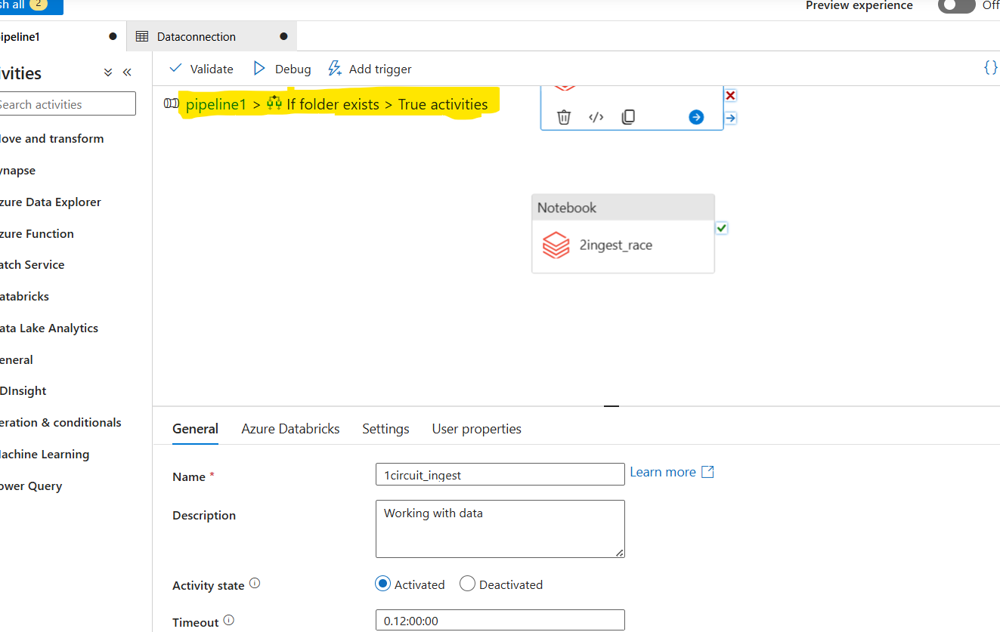 sh all 2
Preview experience
Off
ipeline1
Dataconnection
ivities
Validate
Debug
Add trigger
Search activities
pipeline1 > If folder exists > True activities
Move and transform
ynapse
zure Data Explorer
zure Function
atch Service
atabricks
ata Lake Analytics
eneral
DInsight
eration & conditionals
Machine Learning
ower Query
Notebook
2ingest_race
General
Azure Databricks
Settings
User properties
Name *
1circuit_ingest
Learn more
Description
Working with data
Activity state
Activated
Deactivated
Timeout
0.12:00:00